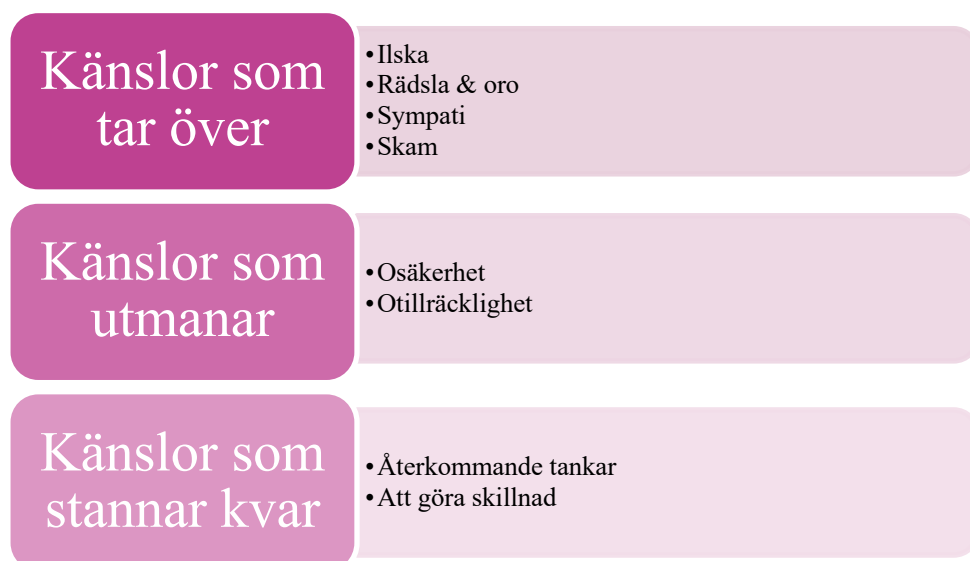 Känslor som
tar över
•Ilska
•Rädsla & oro
•Sympati
•Skam
Känslor som
utmanar
•Osäkerhet
•Otillräcklighet
Känslor som
stannar kvar
•Återkommande tankar
•Att göra skillnad